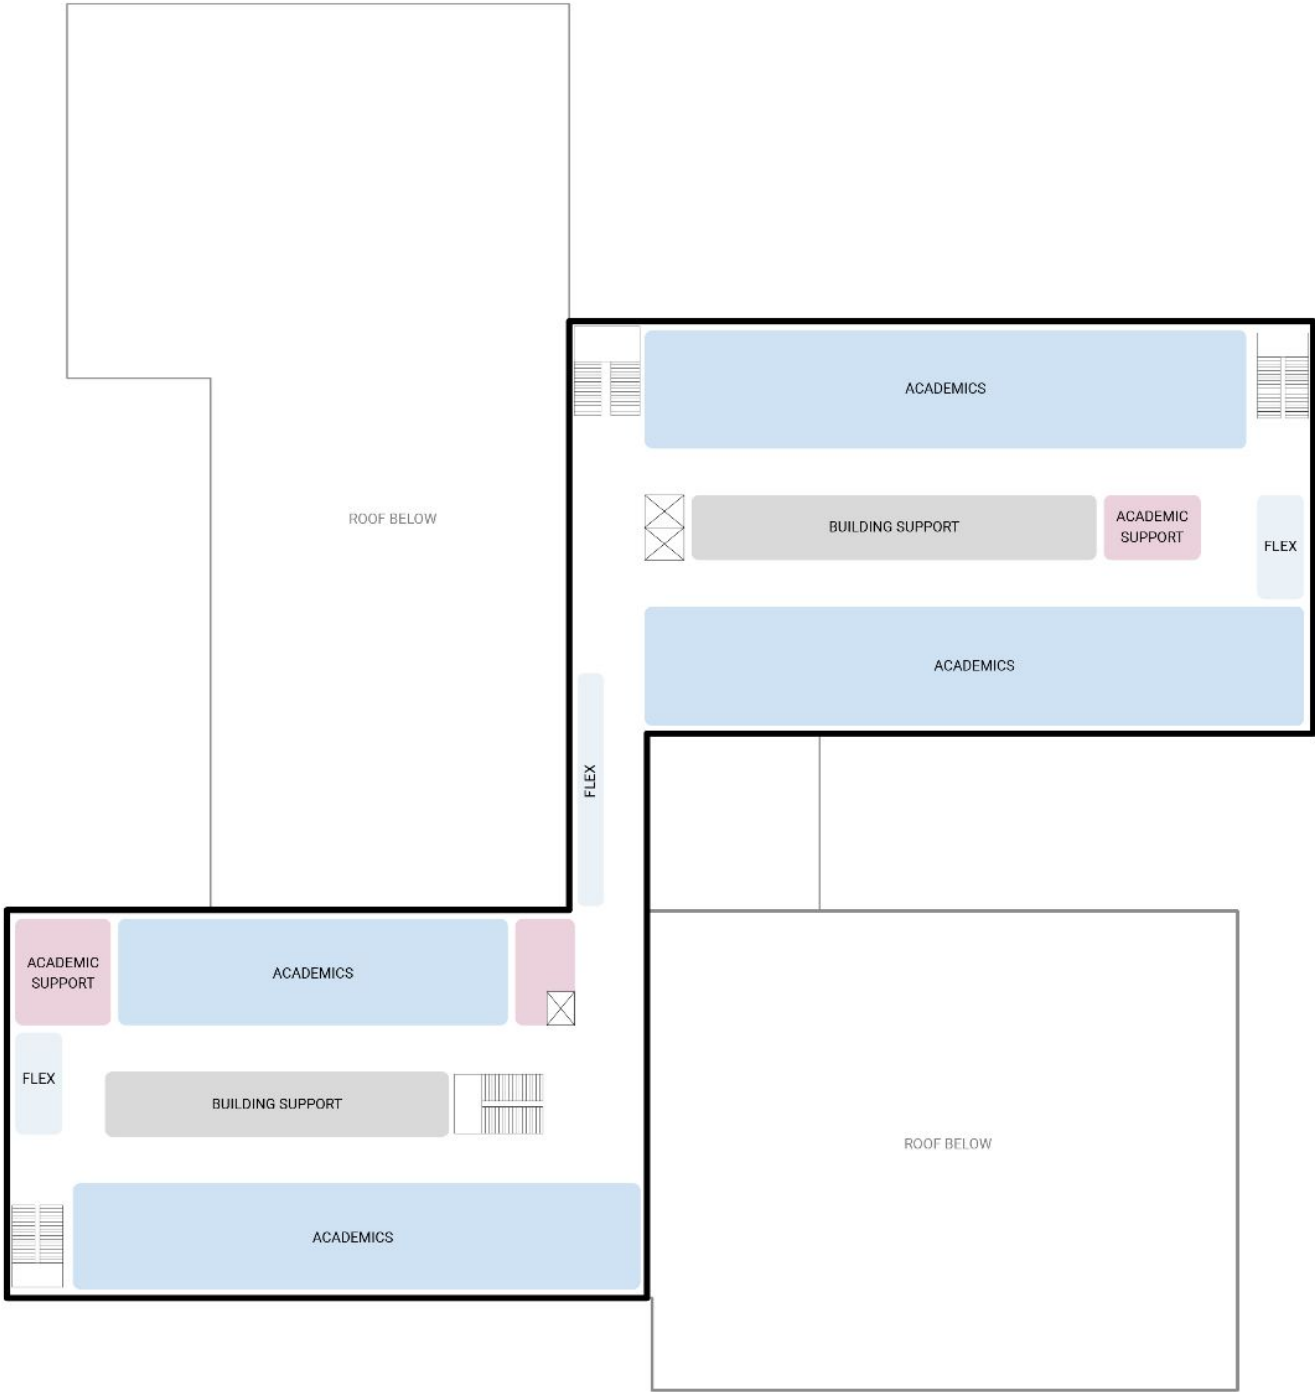 ACADEMICS
ROOF BELOW
BUILDING SUPPORT
ACADEMIC
SUPPORT
FLEX
ACADEMICS
FLEX
ACADEMIC
SUPPORT
ACADEMICS
FLEX
BUILDING SUPPORT
ROOF BELOW
ACADEMICS